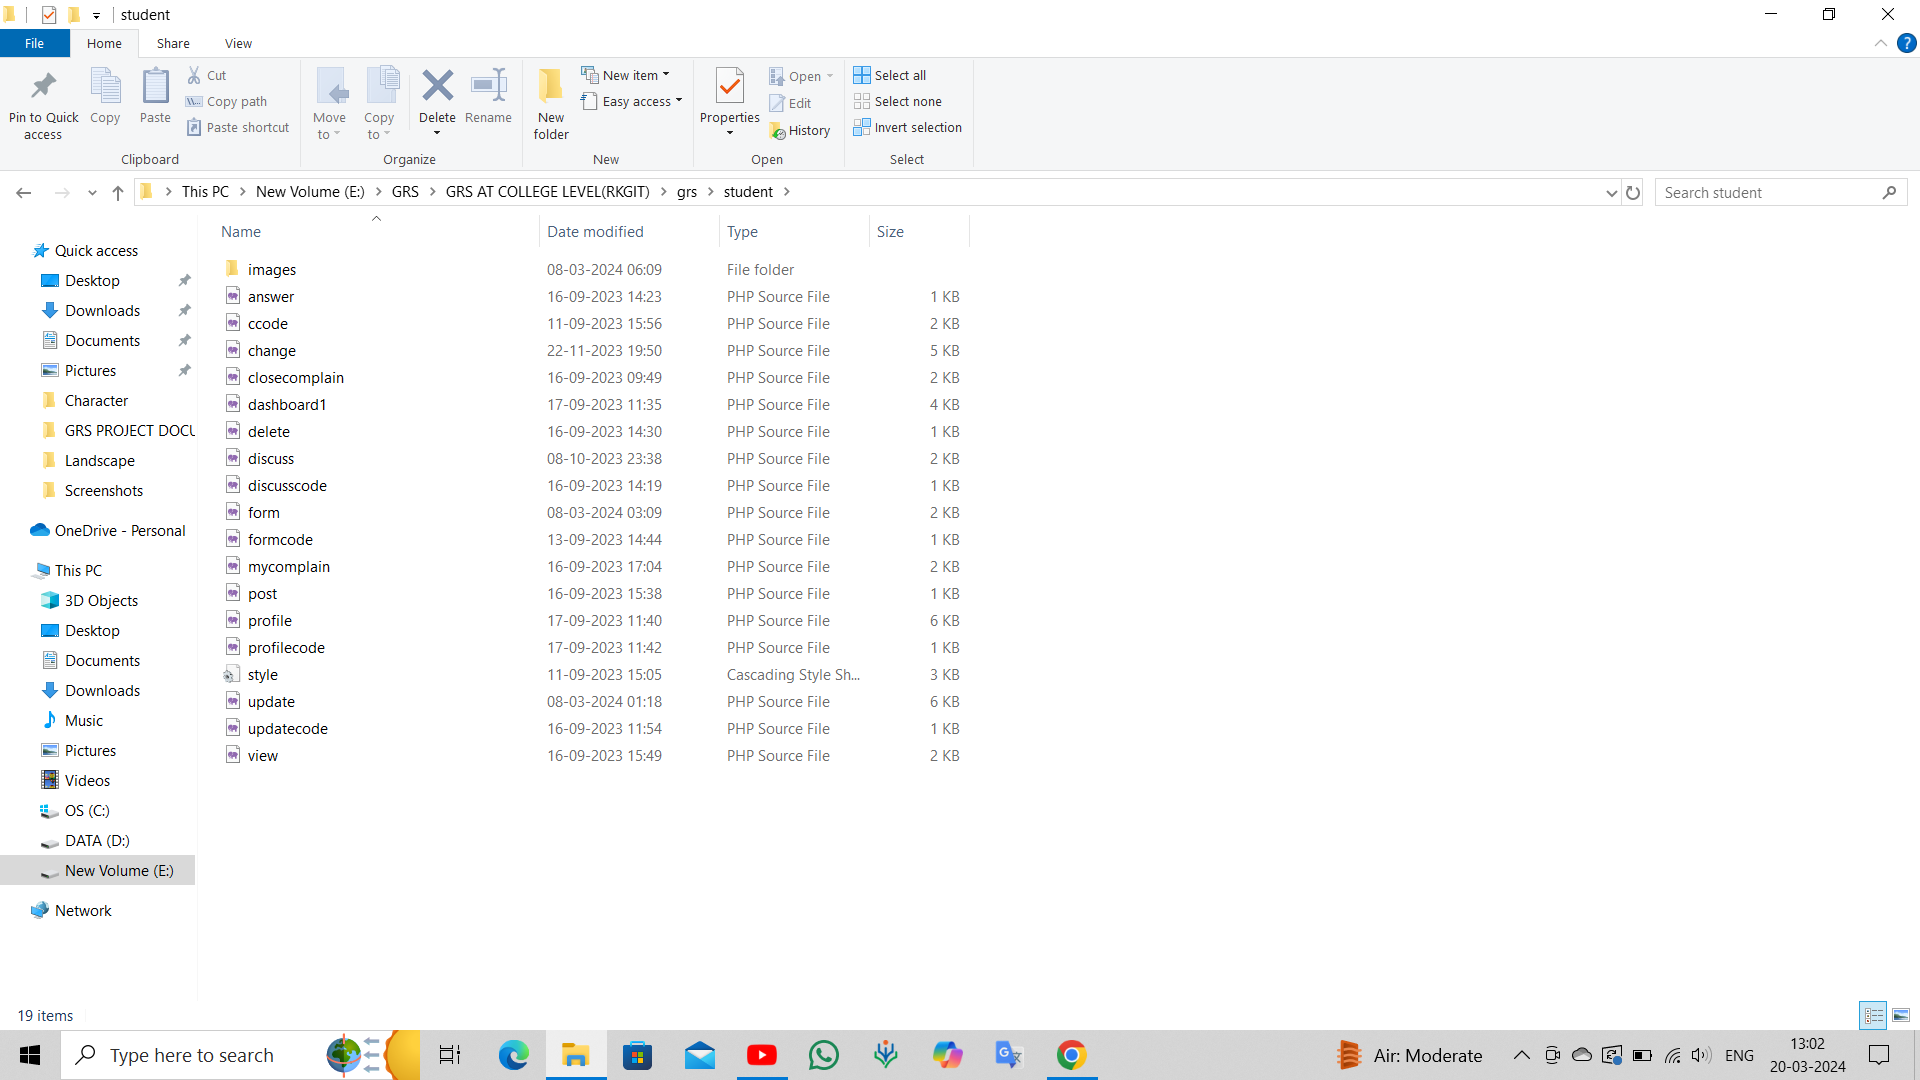 student
File Home Share View
Pin to Quick access
Copy
Paste
Cut
Copy path
Paste shortcut
Clipboard
Move to
Copy to
Delete
Rename
Organize
New folder
New item
Easy access
New
Properties
Open
Edit
History
Open
Select all
Select none
Invert selection
Select
This PC New Volume (E:) GRS GRS AT COLLEGE LEVEL(RKGIT) grs student
Search student
Quick access
Desktop
Downloads
Documents
Pictures
Character
GRS PROJECT DOCU
Landscape
Screenshots
OneDrive - Personal
This PC
3D Objects
Desktop
Documents
Downloads
Music
Pictures
Videos
OS (C:)
DATA (D:)
New Volume (E:)
Network
Name Date modified Type Size
images 08-03-2024 06:09 File folder
answer 16-09-2023 14:23 PHP Source File 1 KB
ccode 11-09-2023 15:56 PHP Source File 2 KB
change 22-11-2023 19:50 PHP Source File 5 KB
closecomplain 16-09-2023 09:49 PHP Source File 2 KB
dashboard1 17-09-2023 11:35 PHP Source File 4 KB
delete 16-09-2023 14:30 PHP Source File 1 KB
discuss 08-10-2023 23:38 PHP Source File 2 KB
discusscode 16-09-2023 14:19 PHP Source File 1 KB
form 08-03-2024 03:09 PHP Source File 2 KB
formcode 13-09-2023 14:44 PHP Source File 1 KB
mycomplain 16-09-2023 17:04 PHP Source File 2 KB
post 16-09-2023 15:38 PHP Source File 1 KB
profile 17-09-2023 11:40 PHP Source File 6 KB
profilecode 17-09-2023 11:42 PHP Source File 1 KB
style 11-09-2023 15:05 Cascading Style Sh... 3 KB
update 08-03-2024 01:18 PHP Source File 6 KB
updatecode 16-09-2023 11:54 PHP Source File 1 KB
view 16-09-2023 15:49 PHP Source File 2 KB
19 items
Type here to search
Air: Moderate
ENG
13:02
20-03-2024